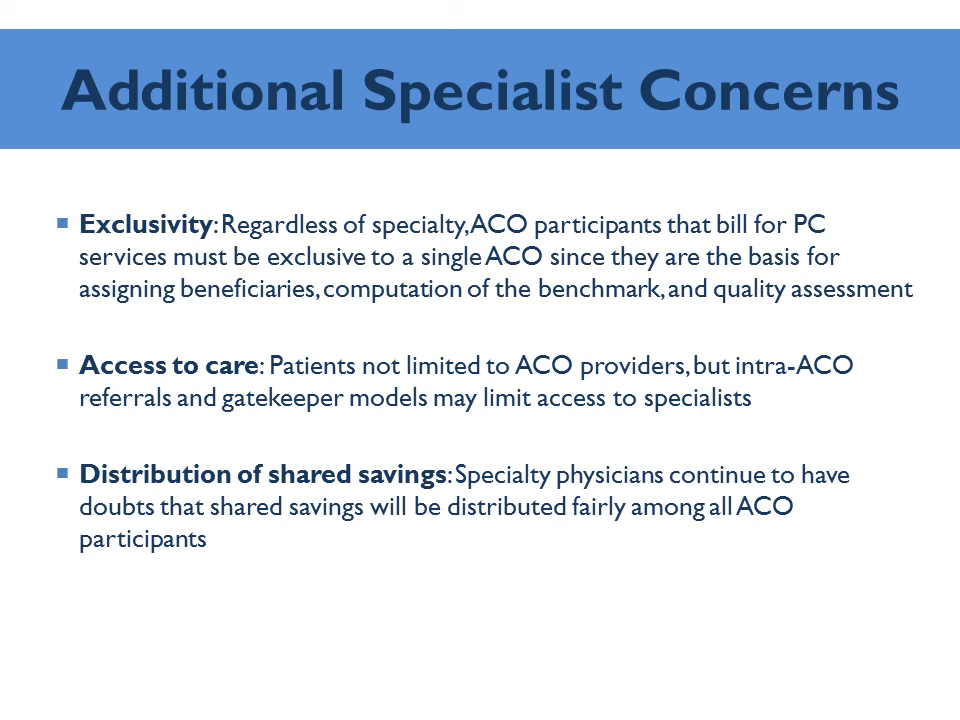 Additional Specialist Concerns
Exclusivity: Regardless of specialty, ACO participants that bill for PC
services must be exclusive to a single ACO since they are the basis for
assigning beneficiaries, computation of the benchmark, and quality assessment
Access to care: Patients not limited to ACO providers, but intra-ACO
referrals and gatekeeper models may limit access to specialists
Distribution of shared savings: Specialty physicians continue to have
doubts that shared savings will be distributed fairly among all ACO
participants